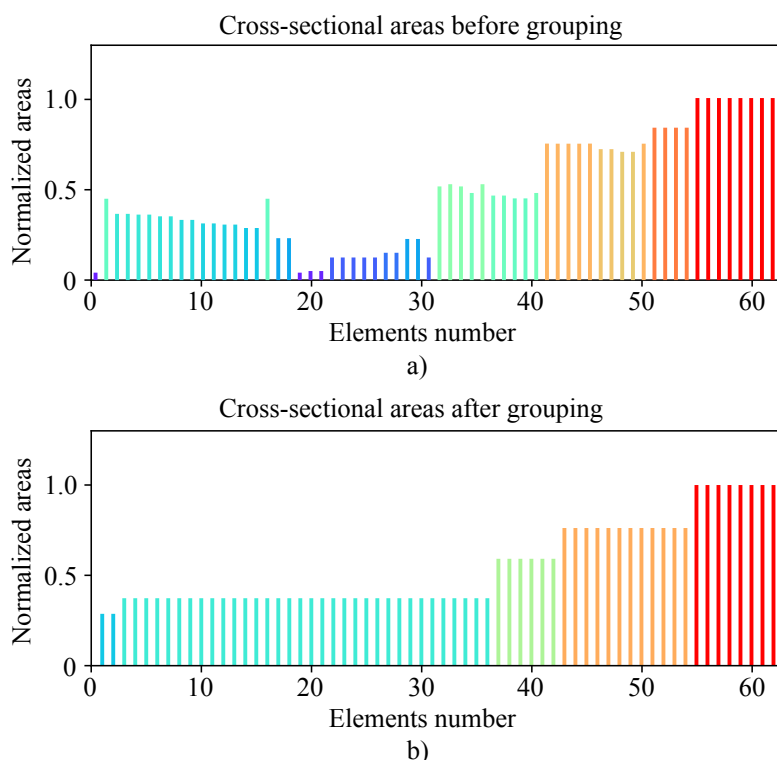 Cross-sectional areas before grouping
Normalized areas
1.0
0.5
0
0 10 20 30 40 50 60
Elements number
a)
Cross-sectional areas after grouping
Normalized areas
1.0
0.5
0
0 10 20 30 40 50 60
Elements number
b)